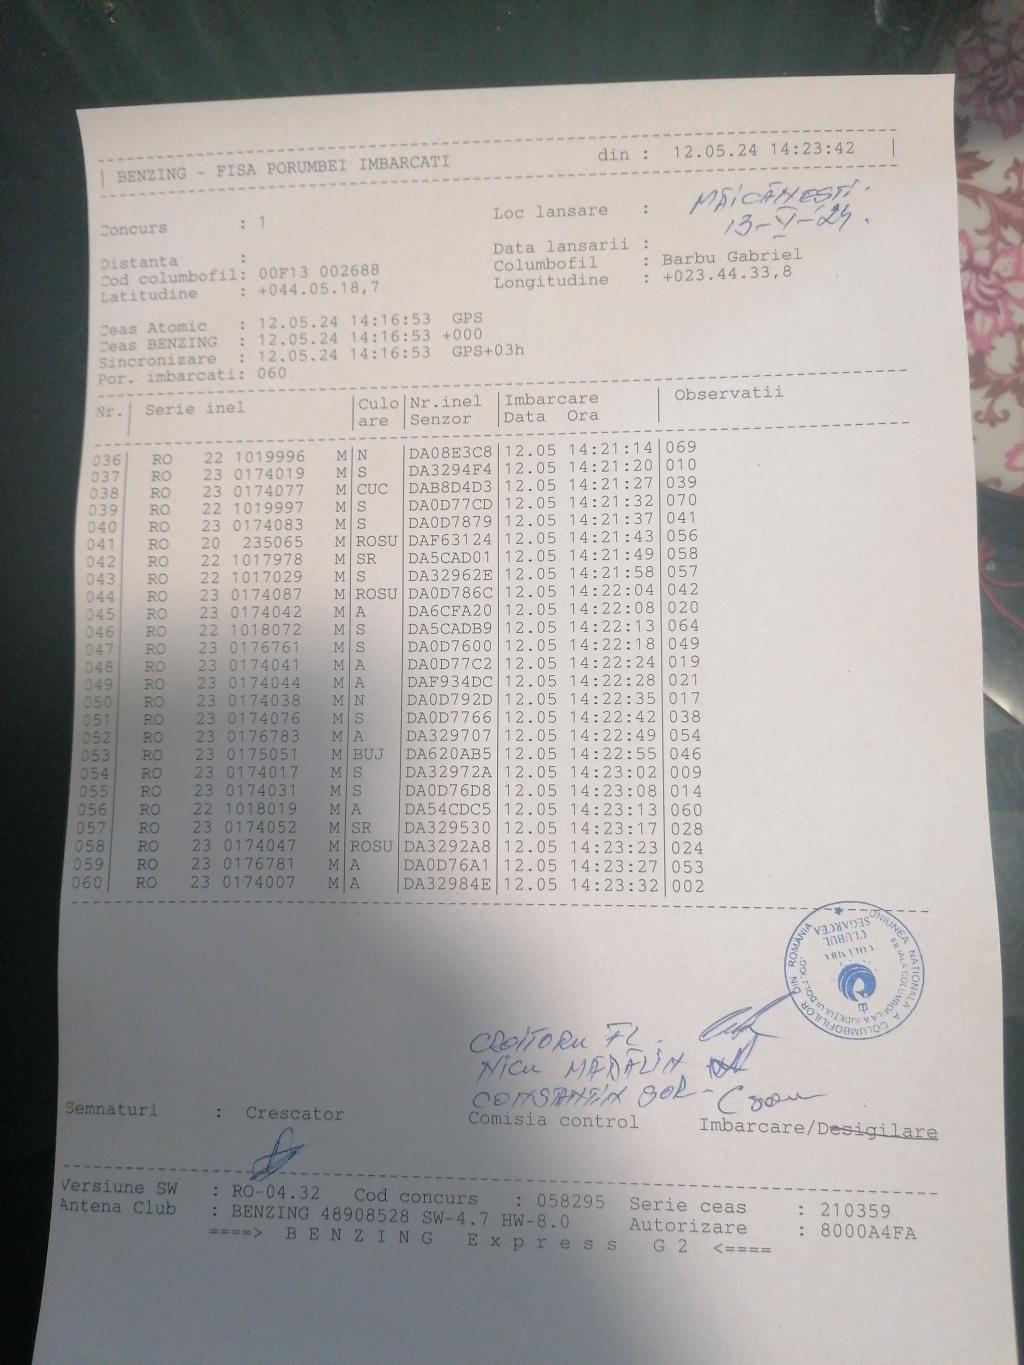 BENZING - FISA PORUMBEI IMBARCATI din : 12.05.24 14:23:42
Concurs : 1 Loc lansare : MĂICĂNEȘTI.
Distanta : Data lansarii : 13-V-24.
Cod columbofil: 00F13 002688 Columbofil : Barbu Gabriel
Latitudine : +044.05.18,7 Longitudine : +023.44.33,8
Ceas Atomic : 12.05.24 14:16:53 GPS
Ceas BENZING : 12.05.24 14:16:53 +000
Sincronizare : 12.05.24 14:16:53 GPS+03h
Por. imbarcati: 060
Nr. Serie inel Culo Nr.inel Imbarcare Observatii
are Senzor Data Ora
036 RO 22 1019996 M N DA08E3C8 12.05 14:21:14 069
037 RO 23 0174019 M S DA3294F4 12.05 14:21:20 010
038 RO 23 0174077 M CUC DAB8D4D3 12.05 14:21:27 039
039 RO 22 1019997 M S DA0D77CD 12.05 14:21:32 070
040 RO 23 0174083 M S DA0D7879 12.05 14:21:37 041
041 RO 20 235065 M ROSU DAF63124 12.05 14:21:43 056
042 RO 22 1017978 M SR DA5CAD01 12.05 14:21:49 058
043 RO 22 1017029 M S DA32962E 12.05 14:21:58 057
044 RO 23 0174087 M ROSU DA0D786C 12.05 14:22:04 042
045 RO 23 0174042 M A DA6CFA20 12.05 14:22:08 020
046 RO 22 1018072 M S DA5CADB9 12.05 14:22:13 064
047 RO 23 0176761 M S DA0D7600 12.05 14:22:18 049
048 RO 23 0174041 M A DA0D77C2 12.05 14:22:24 019
049 RO 23 0174044 M A DAF934DC 12.05 14:22:28 021
050 RO 23 0174038 M N DA0D792D 12.05 14:22:35 017
051 RO 23 0174076 M S DA0D7766 12.05 14:22:42 038
052 RO 23 0176783 M A DA329707 12.05 14:22:49 054
053 RO 23 0175051 M BUJ DA620AB5 12.05 14:22:55 046
054 RO 23 0174017 M S DA32972A 12.05 14:23:02 009
055 RO 23 0174031 M S DA0D76D8 12.05 14:23:08 014
056 RO 22 1018019 M A DA54CDC5 12.05 14:23:13 060
057 RO 23 0174052 M SR DA329530 12.05 14:23:17 028
058 RO 23 0174047 M ROSU DA3292A8 12.05 14:23:23 024
059 RO 23 0176781 M A DA0D76A1 12.05 14:23:27 053
060 RO 23 0174007 M A DA32984E 12.05 14:23:32 002
UNIUNEA NATIONALA A COLUMBOFILILOR DIN ROMANIA
FILIALA COLUMBOFILA A JUDETULUI DOLJ
COLUMBA
CLUBUL
SEGARCEA
CROITORU FL.
NICU MĂDĂLIN
CONSTANTIN
Semnaturi : Crescator Comisia control Imbarcare/Desigilare
Versiune SW : RO-04.32 Cod concurs : 058295 Serie ceas : 210359
Antena Club : BENZING 48908528 SW-4.7 HW-8.0 Autorizare : 8000A4FA
====> B E N Z I N G E x p r e s s G 2 <====